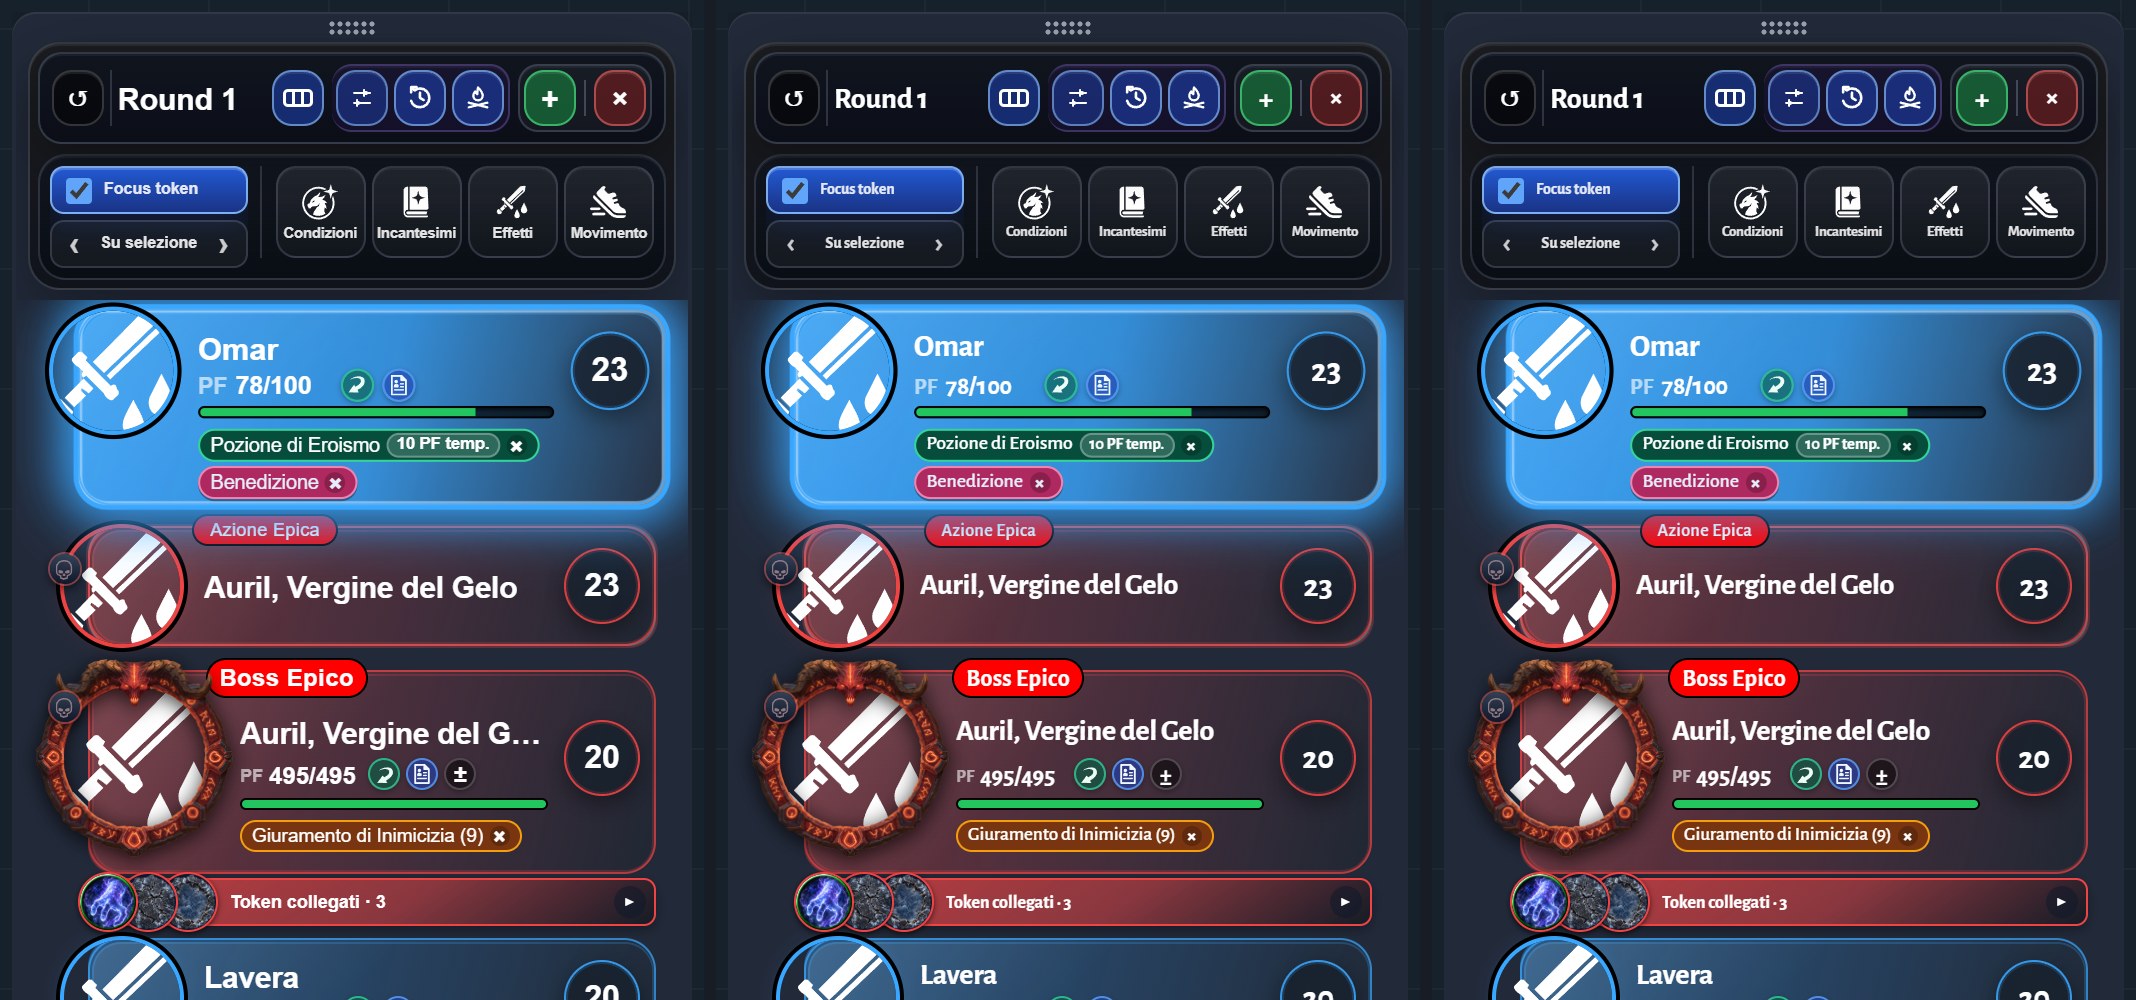 Round 1
Focus token
Su selezione
Condizioni
Incantesimi
Effetti
Movimento
Omar
23
PF 78/100
Pozione di Eroismo 10 PF temp.
Benedizione
Azione Epica
Auril, Vergine del Gelo
23
Boss Epico
Auril, Vergine del G...
20
PF 495/495
Giuramento di Inimicizia (9)
Token collegati · 3
Lavera
20
Round 1
Focus token
Su selezione
Condizioni
Incantesimi
Effetti
Movimento
Omar
23
PF 78/100
Pozione di Eroismo 10 PF temp.
Benedizione
Azione Epica
Auril, Vergine del Gelo
23
Boss Epico
Auril, Vergine del Gelo
20
PF 495/495
Giuramento di Inimicizia (9)
Token collegati · 3
Lavera
20
Round 1
Focus token
Su selezione
Condizioni
Incantesimi
Effetti
Movimento
Omar
23
PF 78/100
Pozione di Eroismo 10 PF temp.
Benedizione
Azione Epica
Auril, Vergine del Gelo
23
Boss Epico
Auril, Vergine del Gelo
20
PF 495/495
Giuramento di Inimicizia (9)
Token collegati · 3
Lavera
20